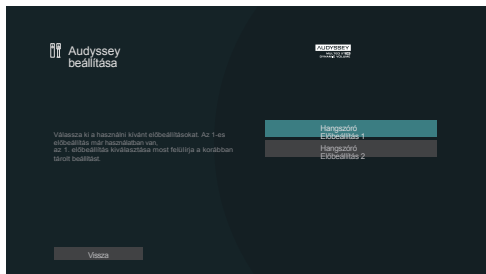 Audyssey
beállítása
AUDYSSEY
Válassza ki a használni kívánt előbeállításokat. Az 1-es
előbeállítás már használatban van,
az 1. előbeállítás kiválasztása most felülírja a korábban
tárolt beállítást.
Hangszóró
Előbeállítás 1
Hangszóró
Előbeállítás 2
Vissza